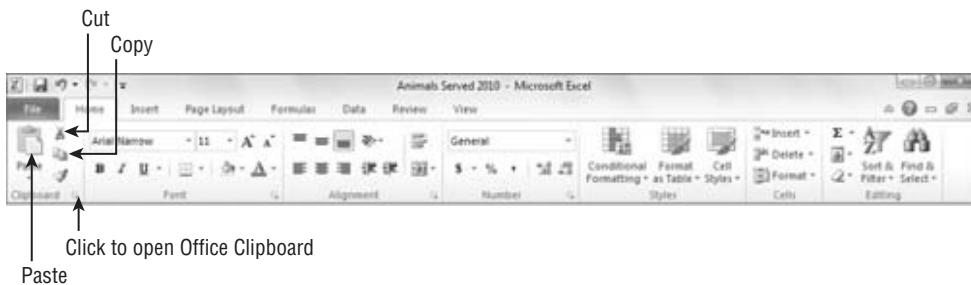 Cut
Copy
Animals Served 2010 - Microsoft Excel
File Home Insert Page Layout Formulas Data Review View
Arial Narrow 11 A A General Insert
Paste Conditional Formatting Format as Table Cell Styles Delete Sort & Filter Find & Select
B I U A $ % , Format
Clipboard Font Alignment Number Styles Cells Editing
Click to open Office Clipboard
Paste